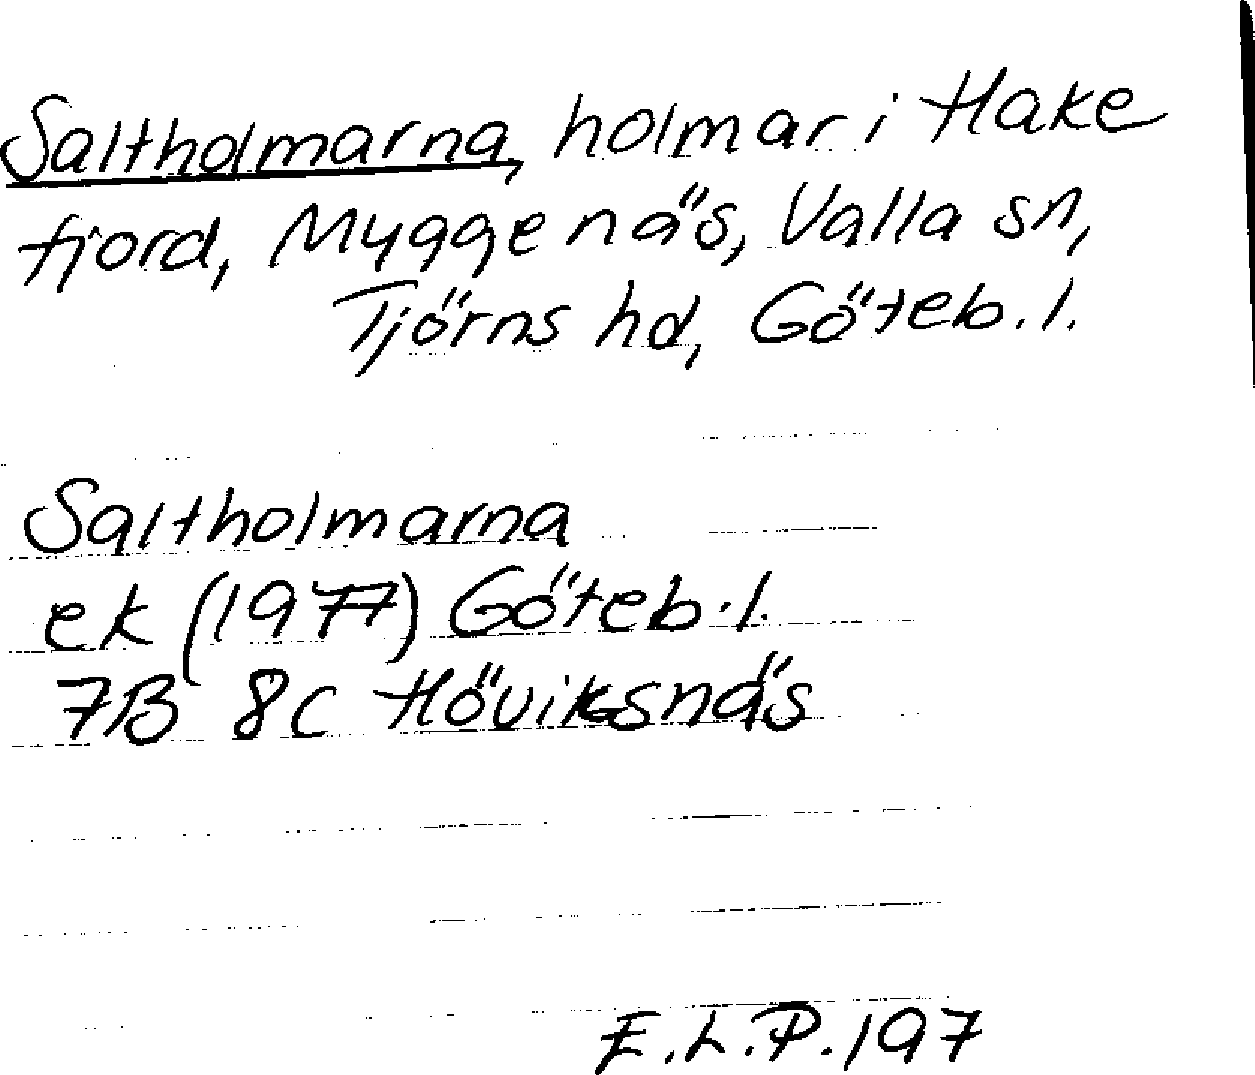 Saltholmarna, holmar i Hake
fjord, Myggenäs, Valla sn,
Tjörns hd, Göteb. l.
Saltholmarna
ek (1977) Göteb. l.
7B 8c Höviksnäs
E.L.P. 197